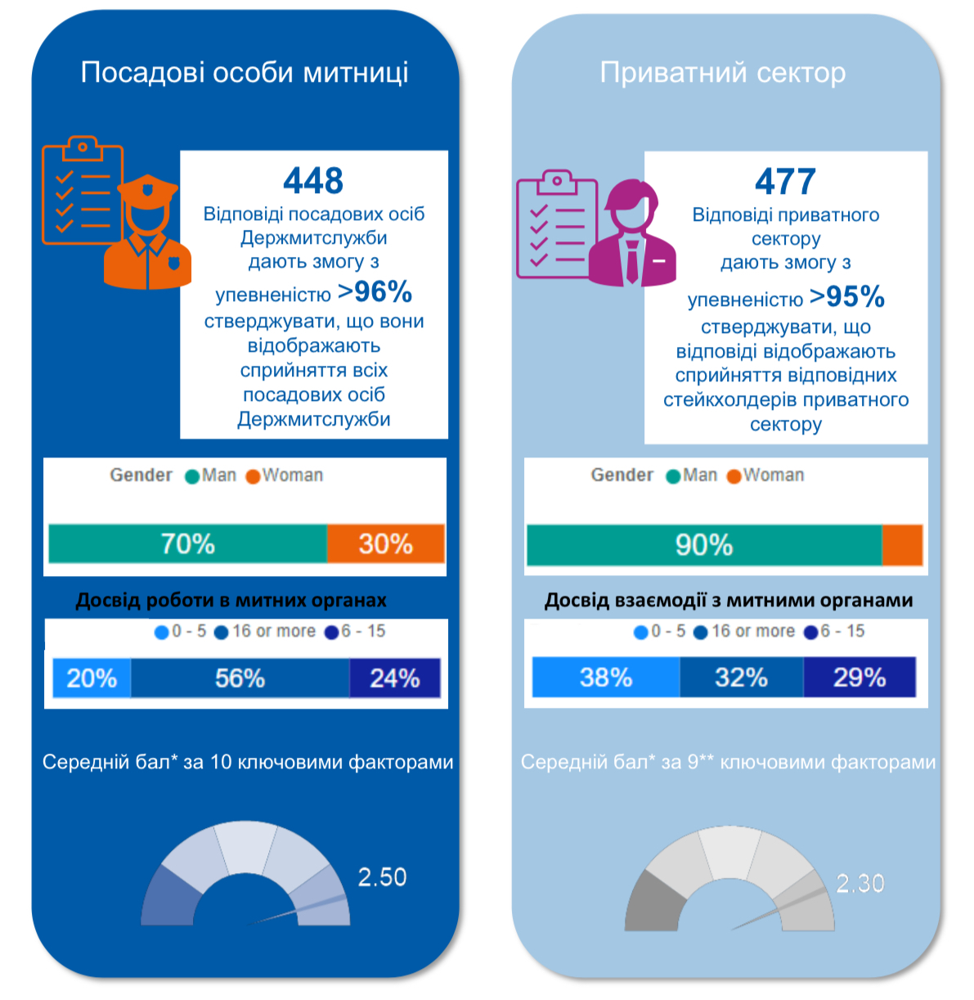 Посадові особи митниці
448
Відповіді посадових осіб
Держмитслужби
дають змогу з
упевненістю >96%
стверджувати, що вони
відображають
сприйняття всіх
посадових осіб
Держмитслужби
Gender Man Woman
70% 30%
Досвід роботи в митних органах
0 - 5 16 or more 6 - 15
20% 56% 24%
Середній бал* за 10 ключовими факторами
2.50
Приватний сектор
477
Відповіді приватного
сектору
дають змогу з
упевненістю >95%
стверджувати, що
відповіді відображають
сприйняття відповідних
стейкхолдерів приватного
сектору
Gender Man Woman
90%
Досвід взаємодії з митними органами
0 - 5 16 or more 6 - 15
38% 32% 29%
Середній бал* за 9** ключовими факторами
2.30